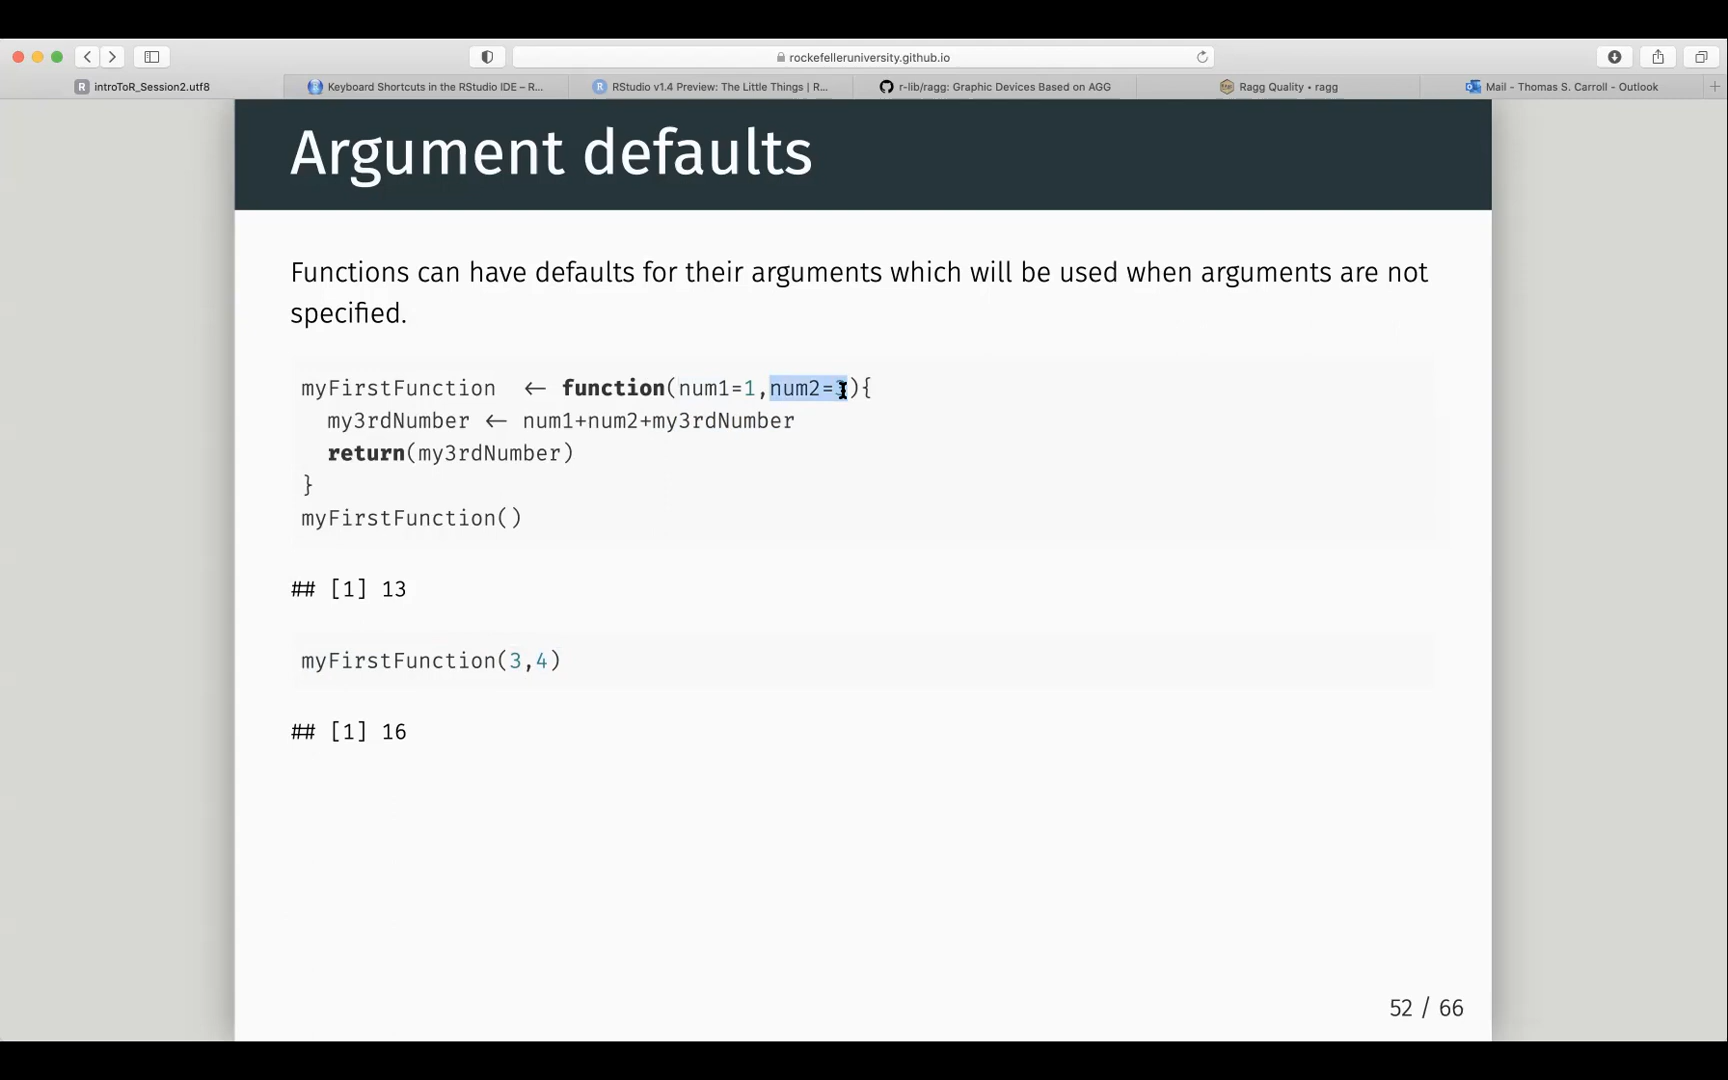 rockefelleruniversity.github.io
introToR_Session2.utf8
Keyboard Shortcuts in the RStudio IDE – R...
RStudio v1.4 Preview: The Little Things | R...
r-lib/ragg: Graphic Devices Based on AGG
Ragg Quality • ragg
Mail - Thomas S. Carroll - Outlook
Argument defaults
Functions can have defaults for their arguments which will be used when arguments are not
specified.
myFirstFunction ← function(num1=1,num2=3){
my3rdNumber ← num1+num2+my3rdNumber
return(my3rdNumber)
}
myFirstFunction()
## [1] 13
myFirstFunction(3,4)
## [1] 16
52 / 66